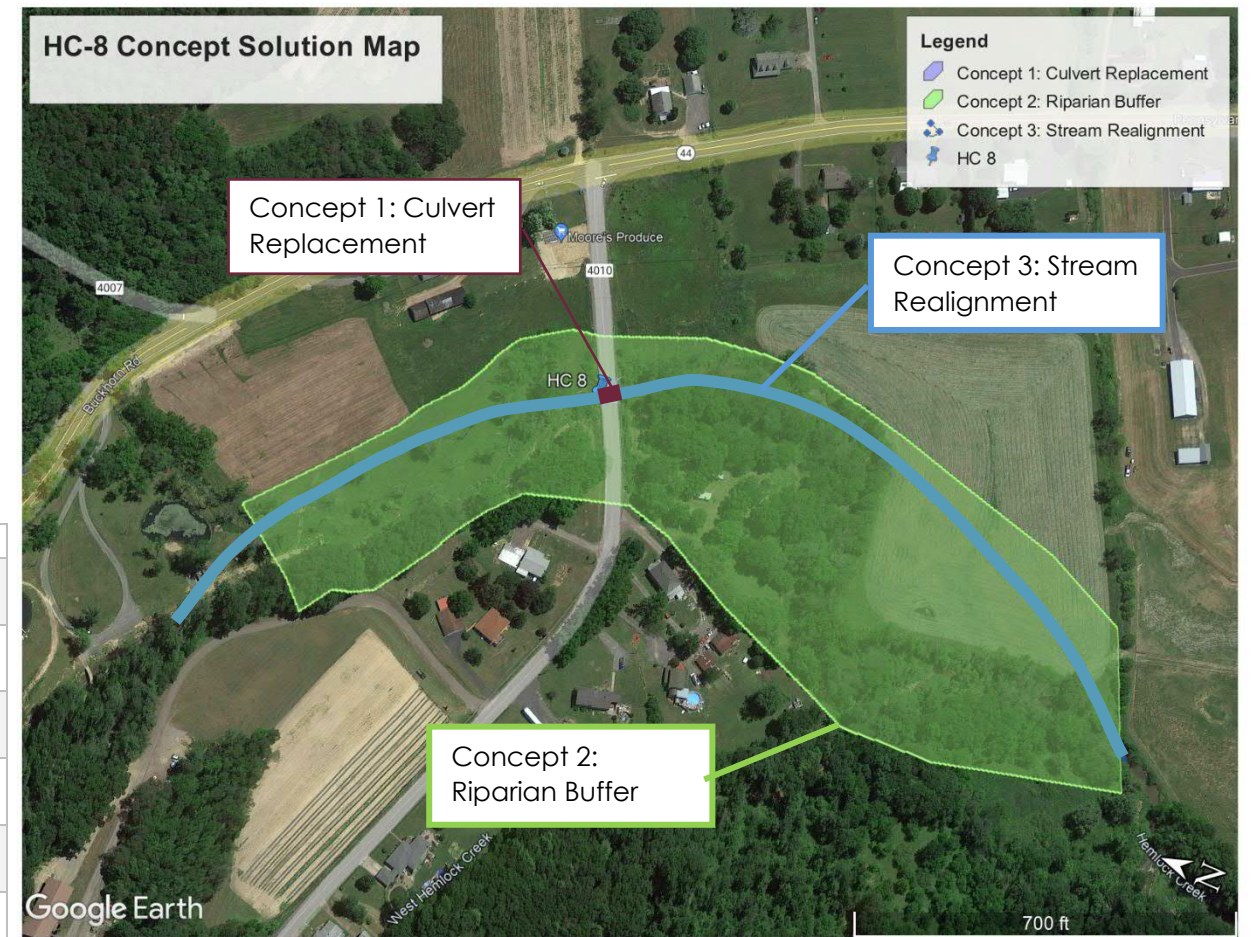 HC-8 Concept Solution Map
Legend
Concept 1: Culvert Replacement
Concept 2: Riparian Buffer
Concept 3: Stream Realignment
HC 8
44
Concept 1: Culvert
Replacement
Moore's Produce
4010
Concept 3: Stream
Realignment
4007
Buckhorn Rd
HC 8
Concept 2:
Riparian Buffer
West Hemlock Creek
Hemlock Creek
N
Google Earth
700 ft